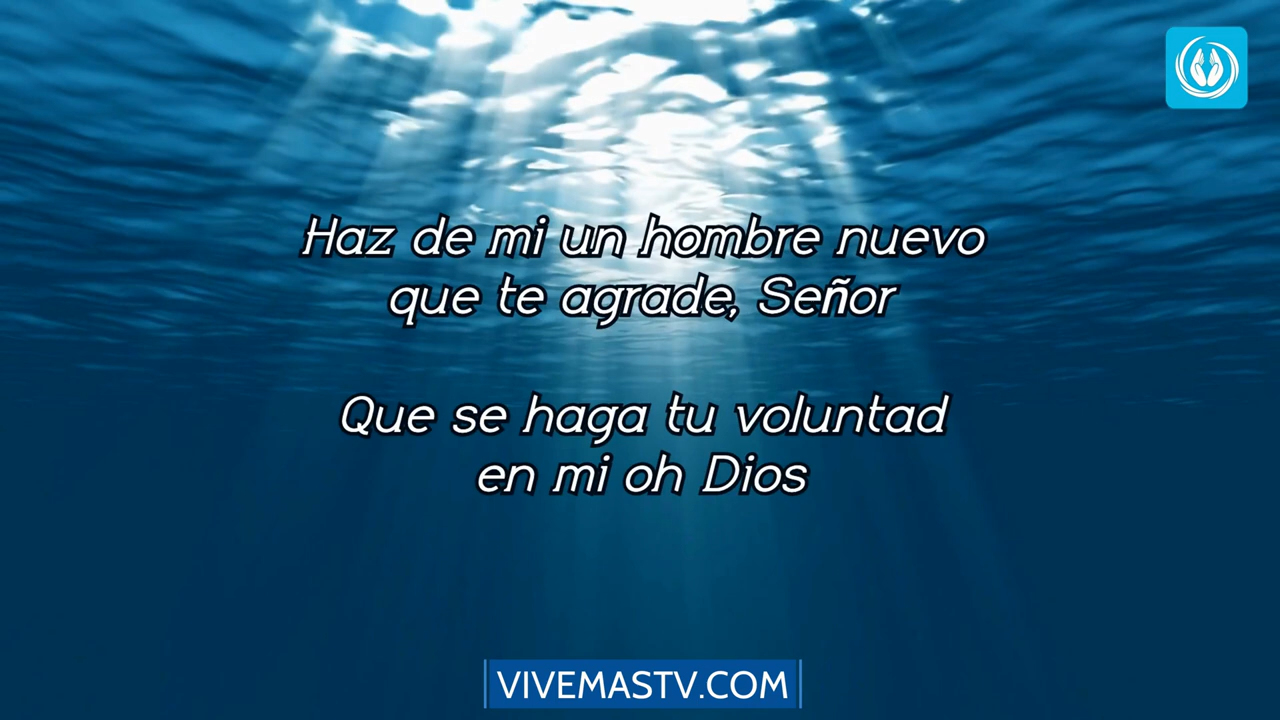 Haz de mi un hombre nuevo
que te agrade, Señor
Que se haga tu voluntad
en mi oh Dios
VIVEMASTV.COM